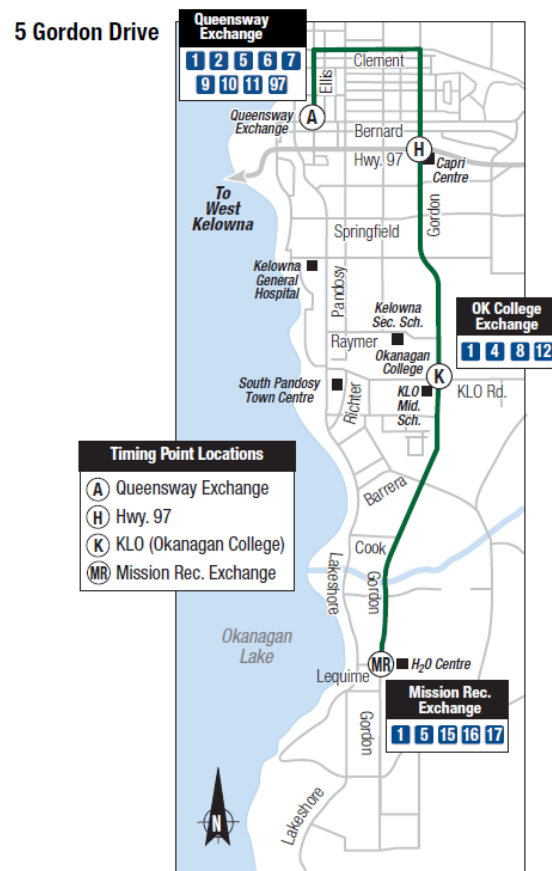 5 Gordon Drive
Queensway
Exchange
1 2 5 6 7
9 10 11 97
Clement
Ellis
Queensway
Exchange
A
Bernard
H
Hwy. 97
Capri
Centre
To
West
Kelowna
Gordon
Springfield
Kelowna
General
Hospital
Pandosy
Kelowna
Sec. Sch.
OK College
Exchange
1 4 8 12
Raymer
Okanagan
College
K
South Pandosy
Town Centre
Richter
KLO
Mid.
Sch.
KLO Rd.
Timing Point Locations
A Queensway Exchange
H Hwy. 97
K KLO (Okanagan College)
MR Mission Rec. Exchange
Barrera
Cook
Lakeshore
Gordon
Okanagan
Lake
MR
H2O Centre
Lequime
Mission Rec.
Exchange
1 5 15 16 17
Gordon
Lakeshore
N